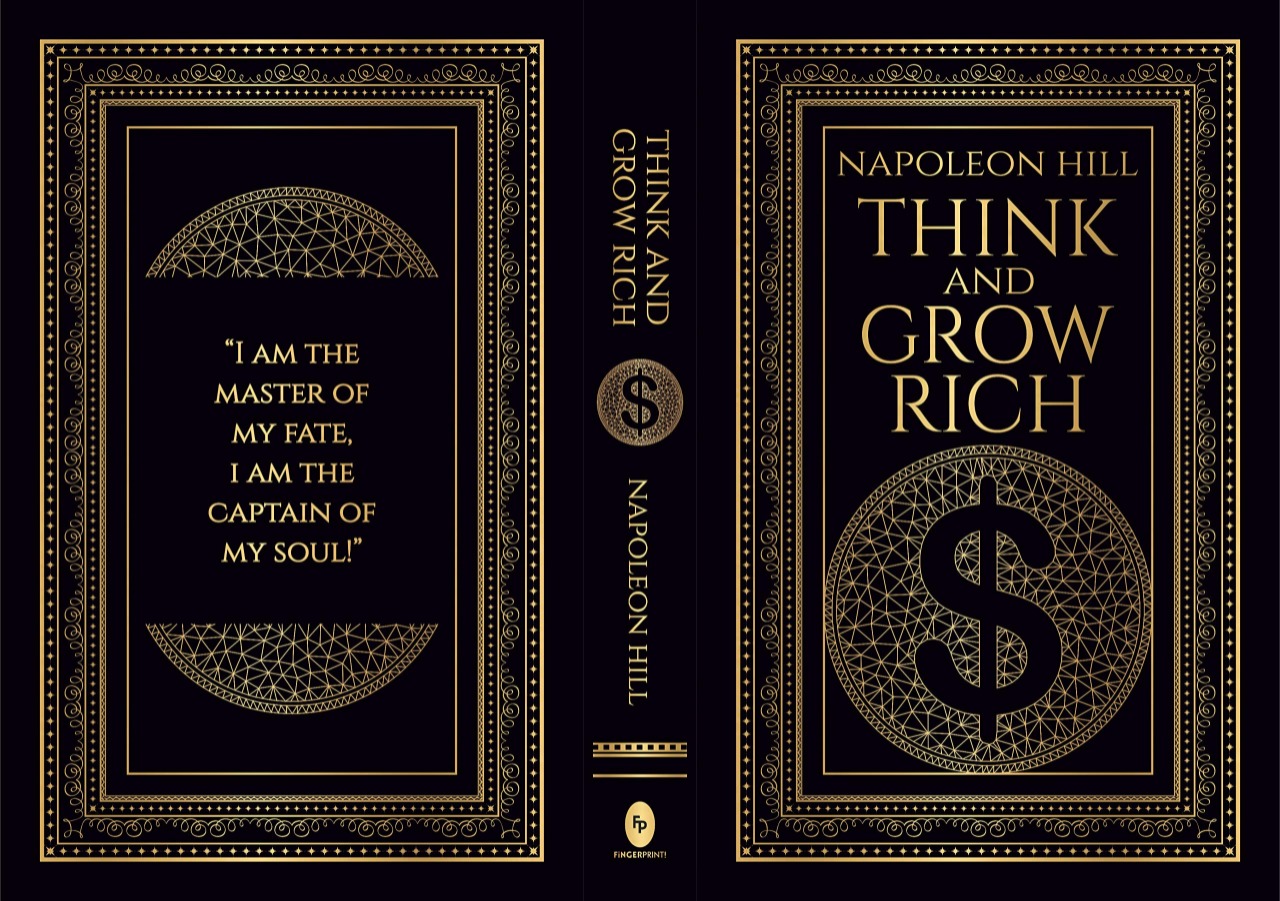 “I AM THE
MASTER OF
MY FATE,
I AM THE
CAPTAIN OF
MY SOUL!”
THINK AND
GROW RICH
$
NAPOLEON HILL
FP
FiNGERPRINT!
NAPOLEON HILL
THINK
AND
GROW
RICH
$